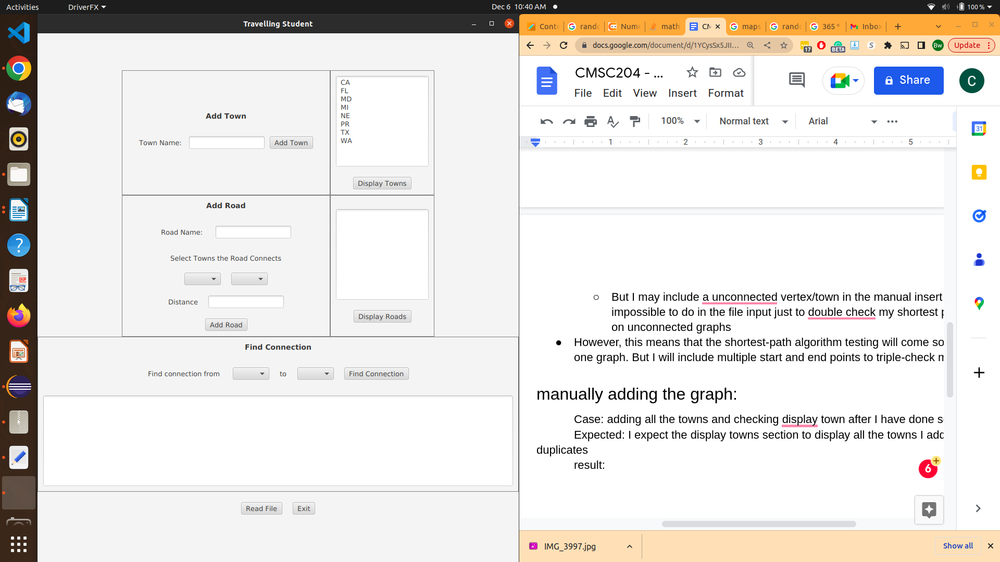 Activities
DriverFX
Dec 6 10:40 AM
100 %
Travelling Student
Add Town
Town Name:
Add Town
CA
FL
MD
MI
NE
PR
TX
WA
Display Towns
Add Road
Road Name:
Select Towns the Road Connects
Distance
Add Road
Display Roads
Find Connection
Find connection from
to
Find Connection
Read File
Exit
Conte
rando
Nume
math
CM
maps
rando
365*
Inbox
docs.google.com/document/d/1YCysSx5JII...
17
BETA
Bw
Update
CMSC204 - ...
File Edit View Insert Format
Share
C
100%
Normal text
Arial
1 2 3 4 5
31
But I may include a unconnected vertex/town in the manual insert
impossible to do in the file input just to double check my shortest p
on unconnected graphs
However, this means that the shortest-path algorithm testing will come so
one graph. But I will include multiple start and end points to triple-check m
manually adding the graph:
Case: adding all the towns and checking display town after I have done s
Expected: I expect the display towns section to display all the towns I add
duplicates
result:
6
IMG_3997.jpg
Show all